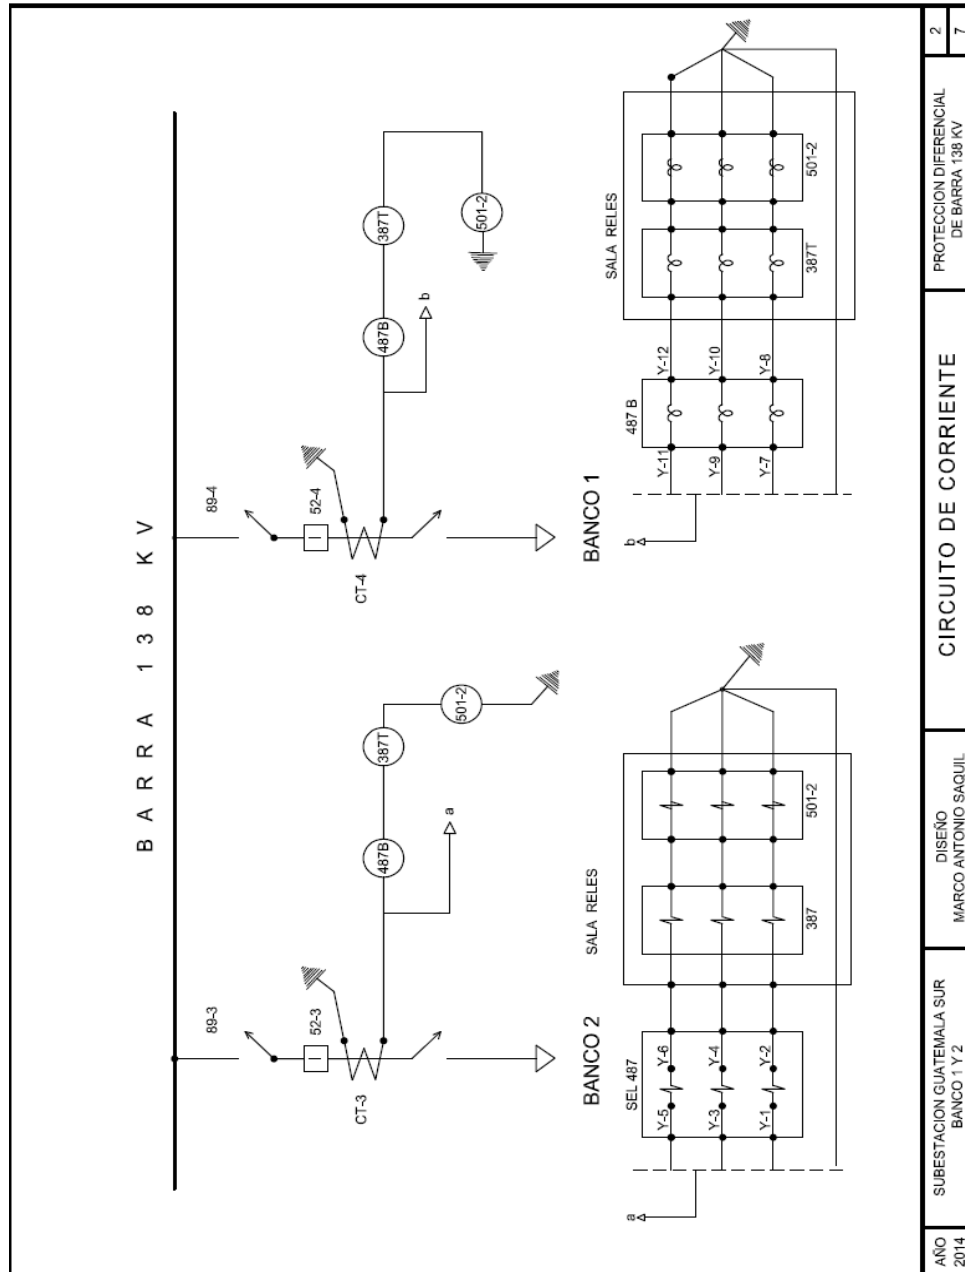 BARRA 138 KV
89-3
52-3
CT-3
487B
387T
501-2
a
BANCO 2
89-4
52-4
CT-4
487B
387T
501-2
b
BANCO 1
a
SEL 487
Y-5
Y-6
Y-3
Y-4
Y-1
Y-2
SALA RELES
387
501-2
b
487 B
Y-11
Y-12
Y-9
Y-10
Y-7
Y-8
SALA RELES
387T
501-2
AÑO
2014
SUBESTACION GUATEMALA SUR
BANCO 1 Y 2
DISEÑO
MARCO ANTONIO SAQUIL
CIRCUITO DE CORRIENTE
PROTECCION DIFERENCIAL
DE BARRA 138 KV
2
7